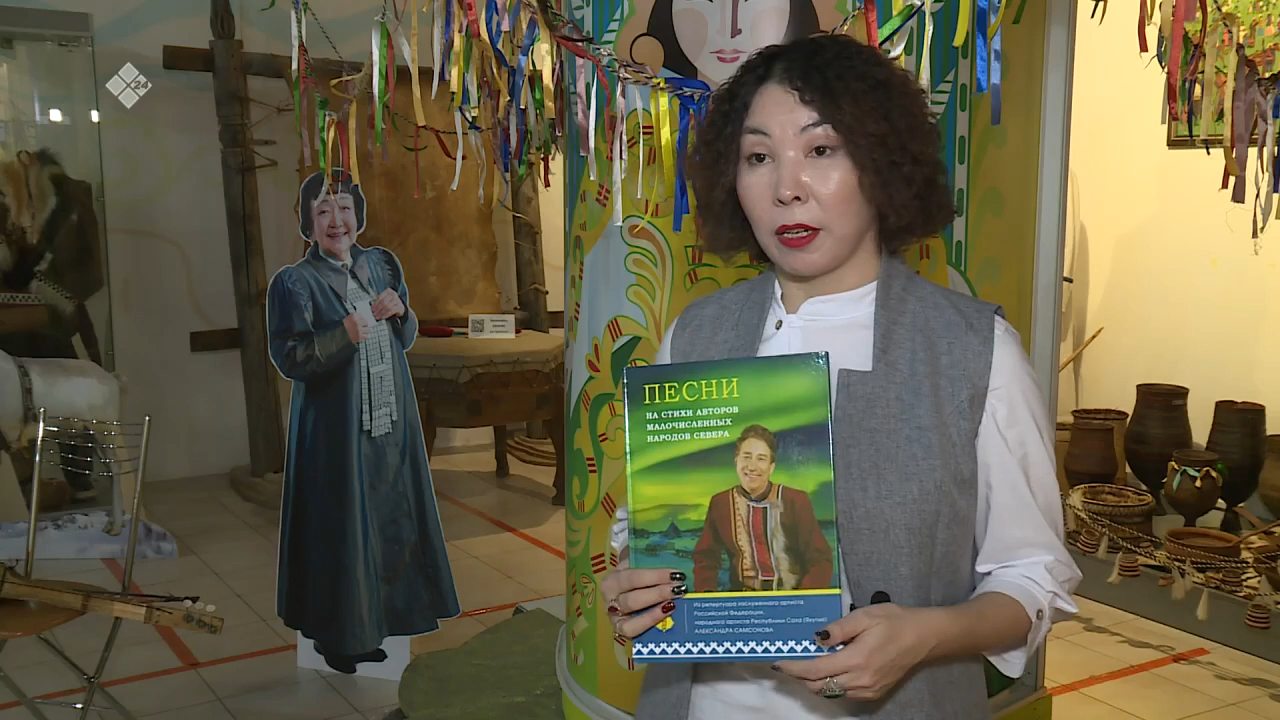 24
ПЕСНИ
НА СТИХИ АВТОРОВ
МАЛОЧИСЛЕННЫХ
НАРОДОВ СЕВЕРА
Из репертуара заслуженного артиста
Российской Федерации,
народного артиста Республики Саха (Якутия)
АЛЕКСАНДРА САМСОНОВА